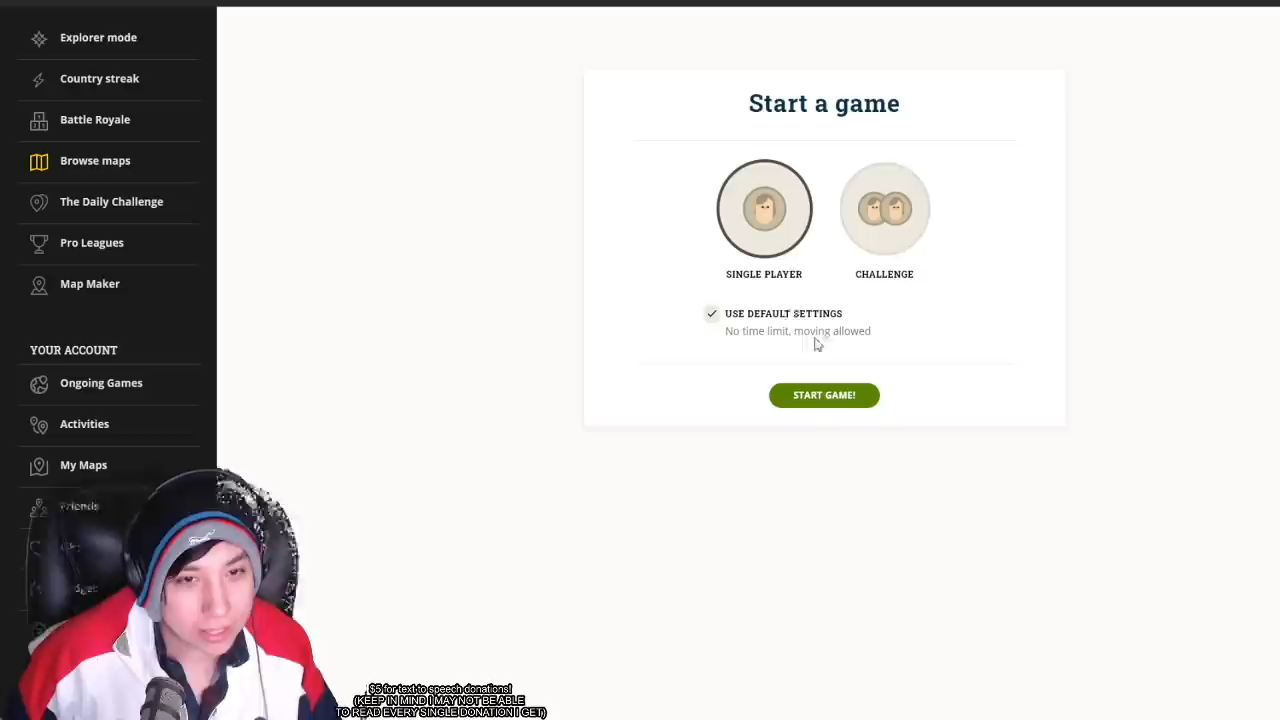 Explorer mode
Country streak
Battle Royale
Browse maps
The Daily Challenge
Pro Leagues
Map Maker
YOUR ACCOUNT
Ongoing Games
Activities
My Maps
Friends
Start a game
SINGLE PLAYER
CHALLENGE
USE DEFAULT SETTINGS
No time limit, moving allowed
START GAME!
$5 for text to speech donations!
(KEEP IN MIND I MAY NOT BE ABLE
TO READ EVERY SINGLE DONATION I GET)